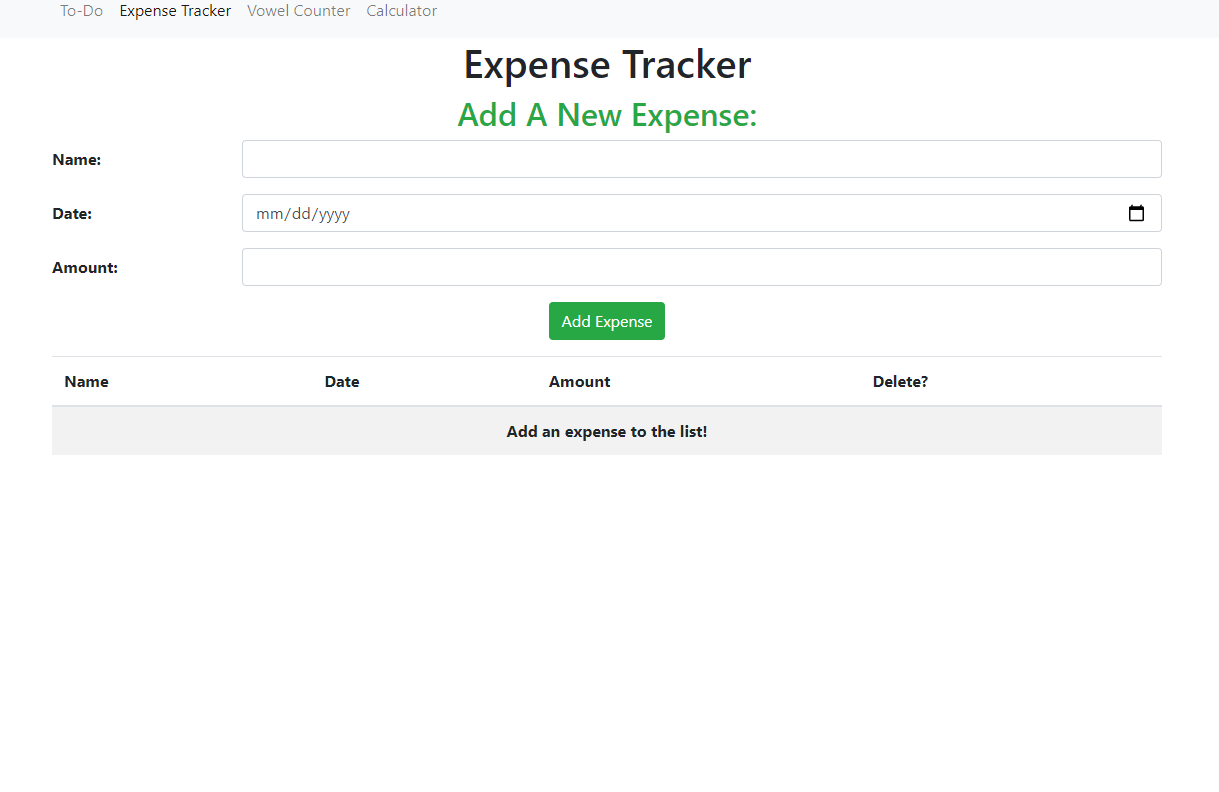 To-Do Expense Tracker Vowel Counter Calculator
Expense Tracker
Add A New Expense:
Name:
Date: mm/dd/yyyy
Amount:
Add Expense
Name Date Amount Delete?
Add an expense to the list!